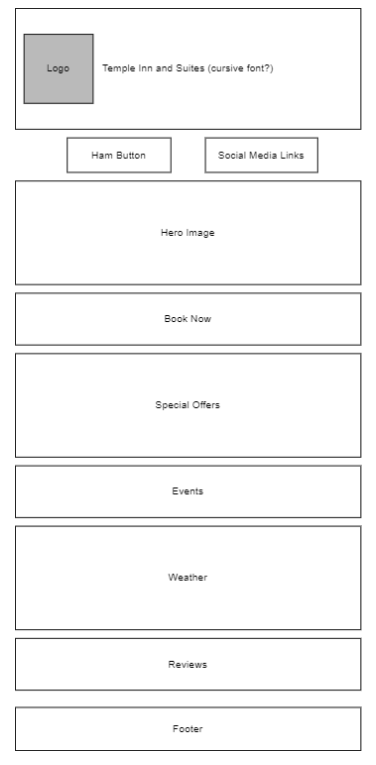 Logo
Temple Inn and Suites (cursive font?)
Ham Button
Social Media Links
Hero Image
Book Now
Special Offers
Events
Weather
Reviews
Footer